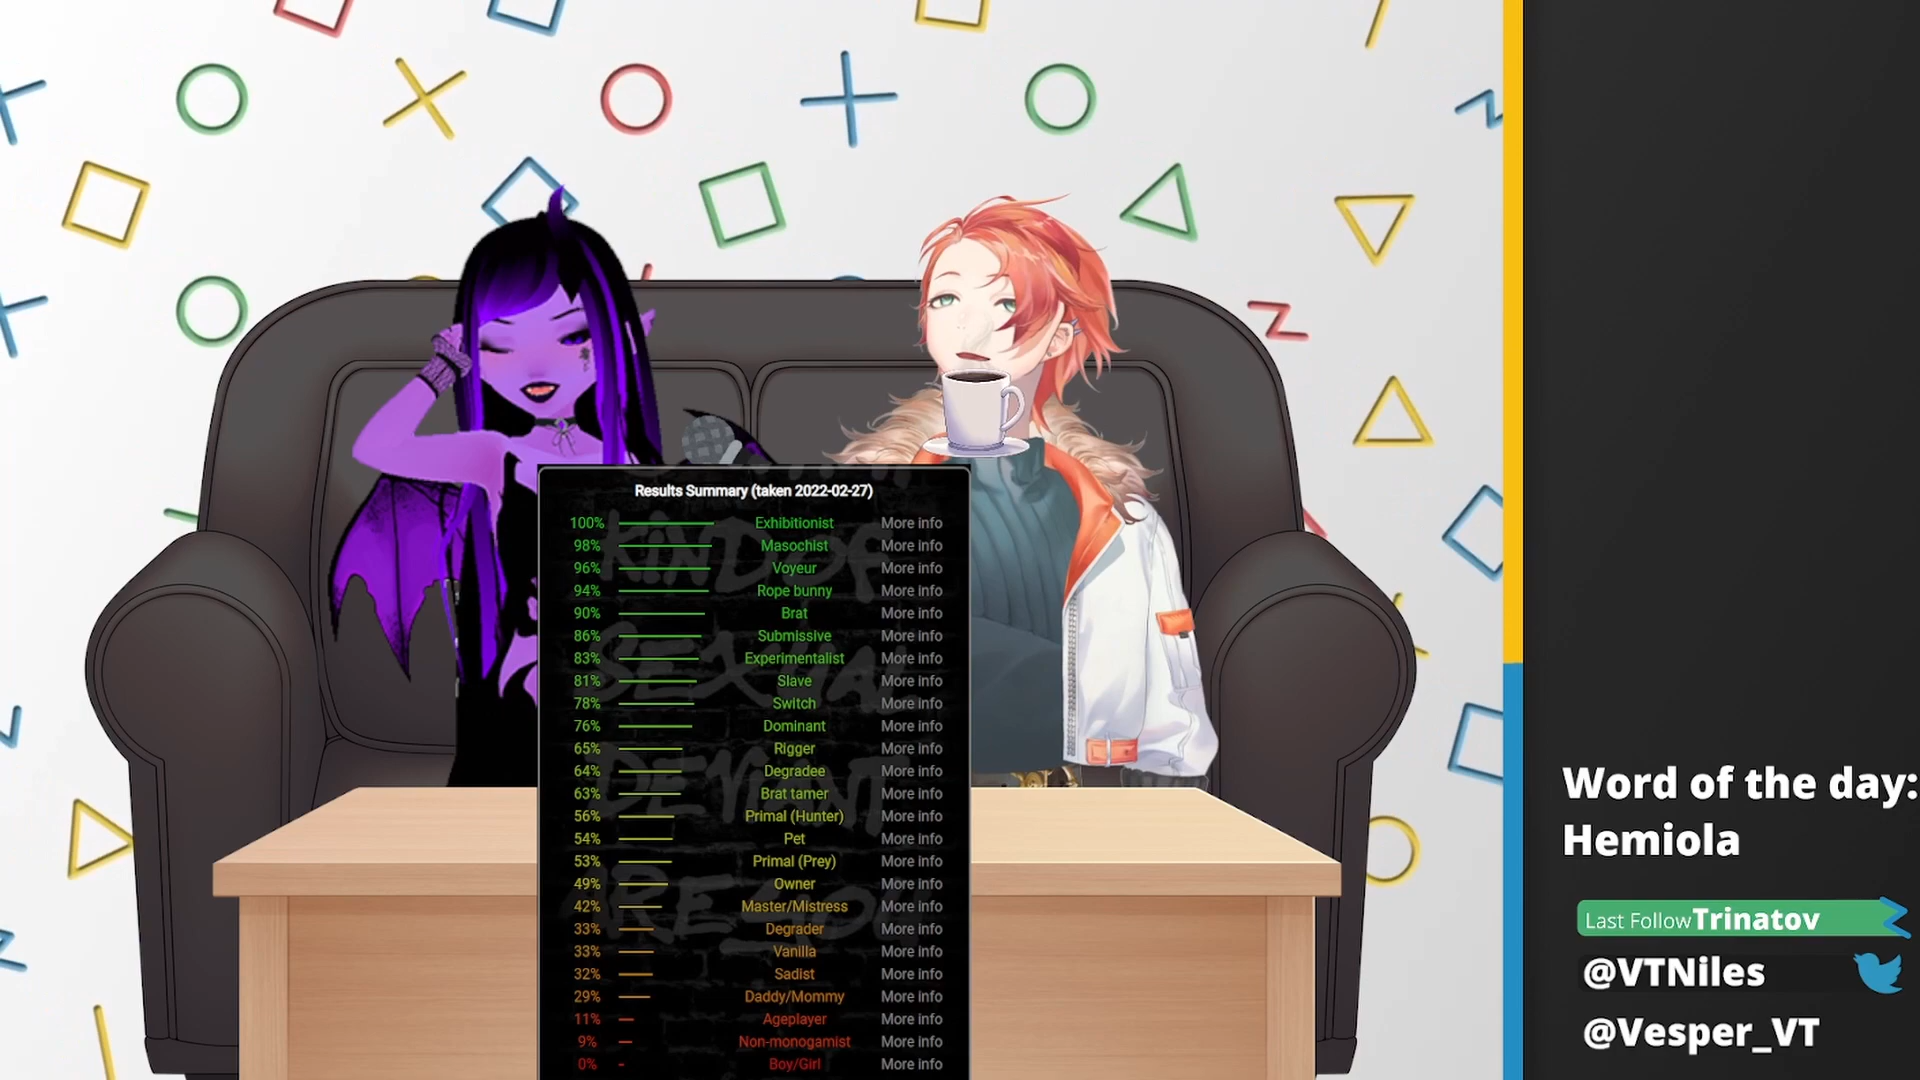 Results Summary (taken 2022-02-27)
100% Exhibitionist More info
98% Masochist More info
96% Voyeur More info
94% Rope bunny More info
90% Brat More info
86% Submissive More info
83% Experimentalist More info
81% Slave More info
78% Switch More info
76% Dominant More info
65% Rigger More info
64% Degradee More info
63% Brat tamer More info
56% Primal (Hunter) More info
54% Pet More info
53% Primal (Prey) More info
49% Owner More info
42% Master/Mistress More info
33% Degrader More info
33% Vanilla More info
32% Sadist More info
29% Daddy/Mommy More info
11% Ageplayer More info
9% Non-monogamist More info
0% Boy/Girl More info
KIND OF
SEXUAL
DEVIANT
ARE YOU
Word of the day:
Hemiola
Last Follow Trinatov
@VTNiles
@Vesper_VT